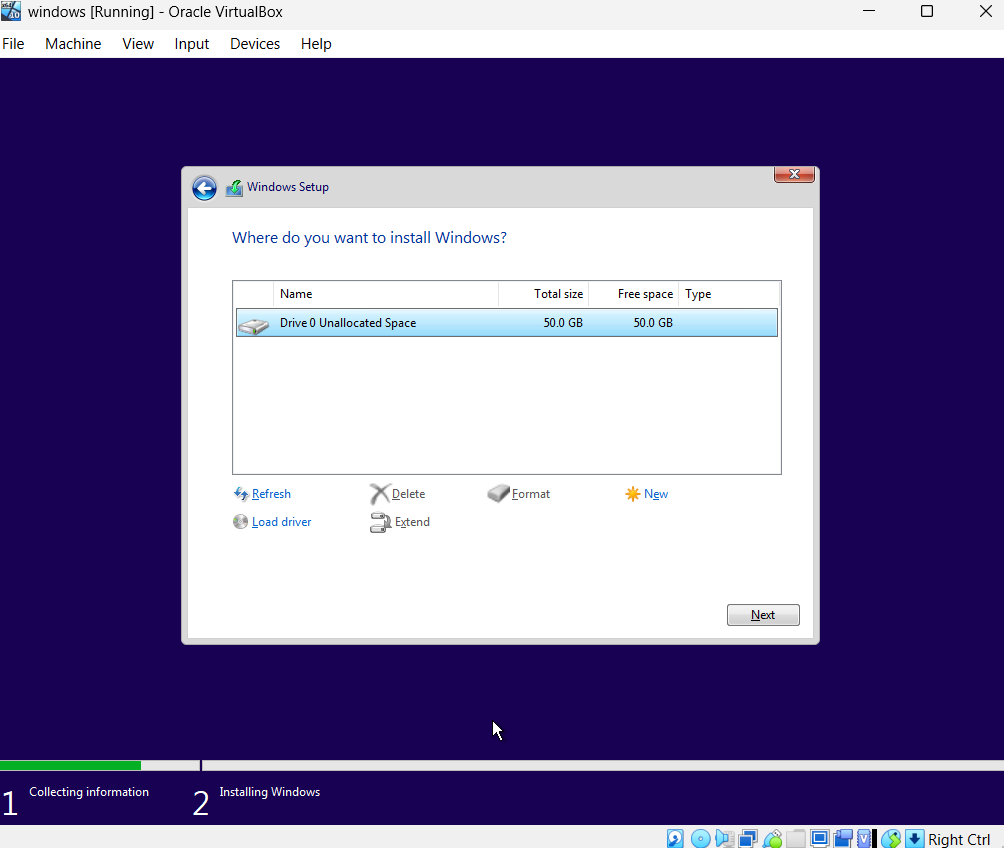 windows [Running] - Oracle VirtualBox
File Machine View Input Devices Help
Windows Setup
Where do you want to install Windows?
Name Total size Free space Type
Drive 0 Unallocated Space 50.0 GB 50.0 GB
Refresh Delete Format New
Load driver Extend
Next
1 Collecting information 2 Installing Windows
Right Ctrl